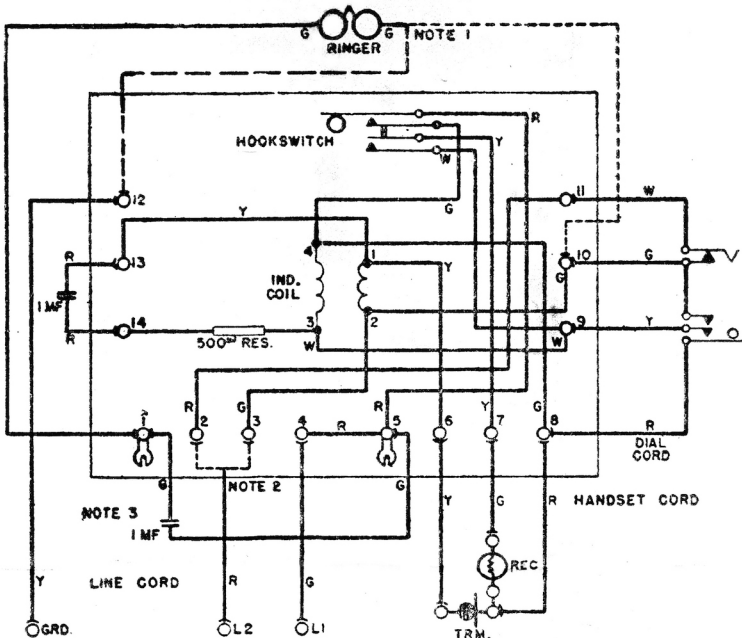 G G
RINGER
NOTE 1
R
HOOKSWITCH
Y
W
12
11
W
G
Y
4
1
10
G
R
13
Y
G
IND.
COIL
1 MF
3
2
9
Y
R
14
500ω RES.
W
W
R
G
R
Y
G
1
2
3
4
R
5
6
7
8
R
DIAL
CORD
G
NOTE 2
G
Y
G
R
HANDSET CORD
NOTE 3
1 MF
REC
Y
LINE CORD
R
G
GRD.
L2
L1
TRM.